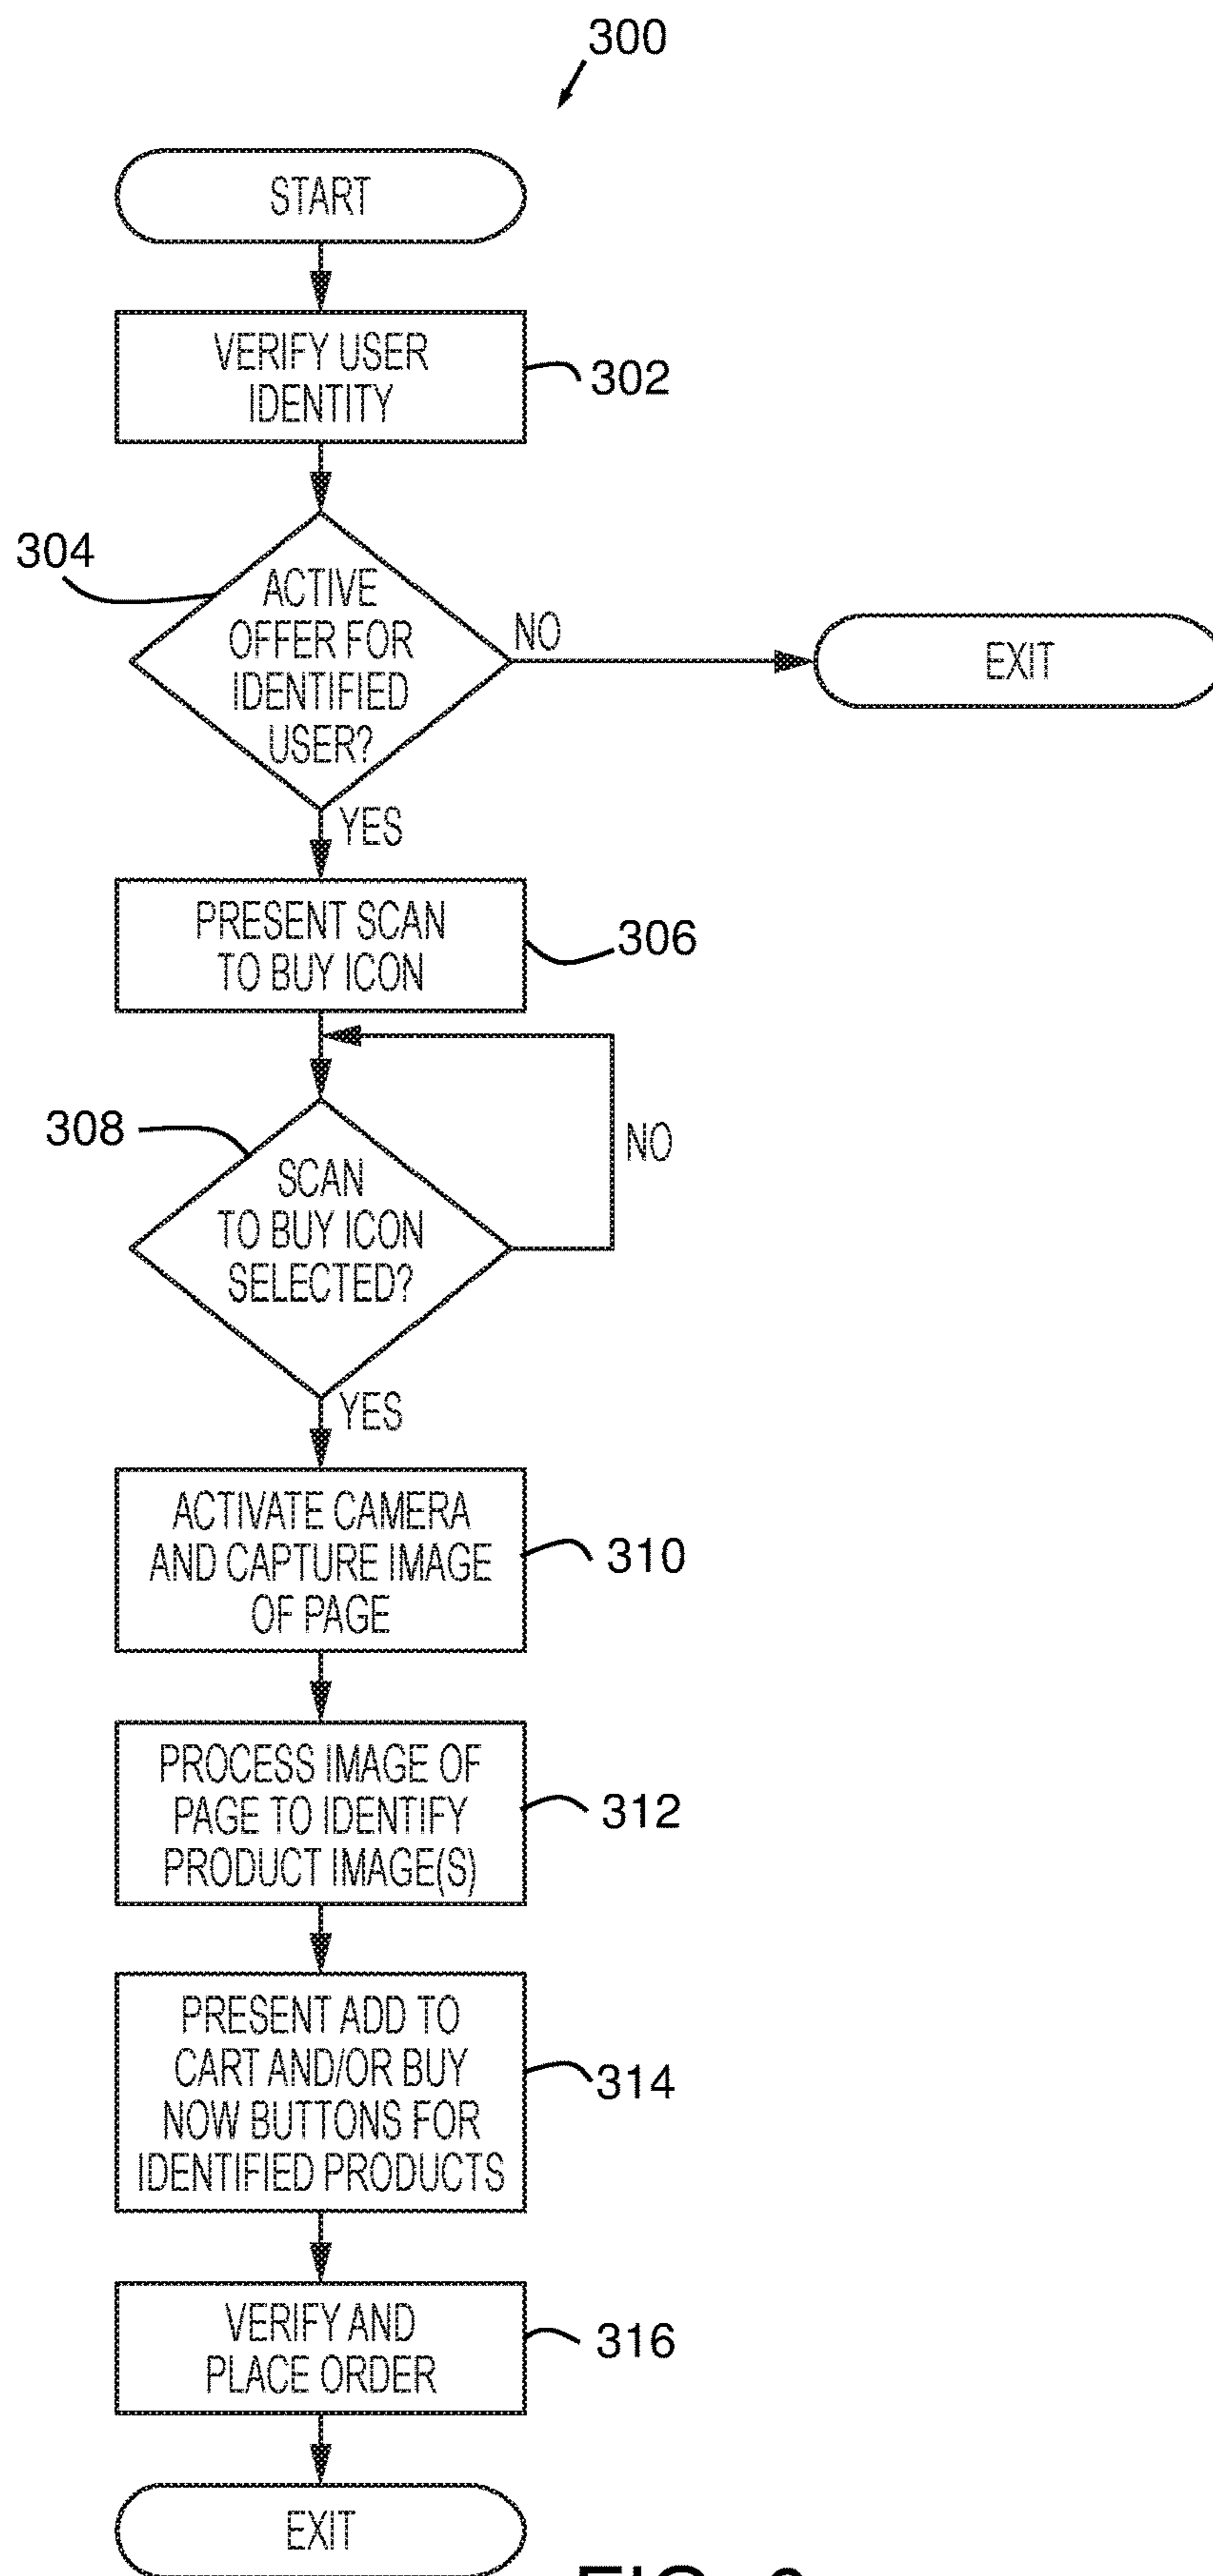 300
START
VERIFY USER
IDENTITY
302
304
ACTIVE
OFFER FOR
IDENTIFIED
USER?
NO
EXIT
YES
PRESENT SCAN
TO BUY ICON
306
308
SCAN
TO BUY ICON
SELECTED?
NO
YES
ACTIVATE CAMERA
AND CAPTURE IMAGE
OF PAGE
310
PROCESS IMAGE OF
PAGE TO IDENTIFY
PRODUCT IMAGE(S)
312
PRESENT ADD TO
CART AND/OR BUY
NOW BUTTONS FOR
IDENTIFIED PRODUCTS
314
VERIFY AND
PLACE ORDER
316
EXIT
FIG.